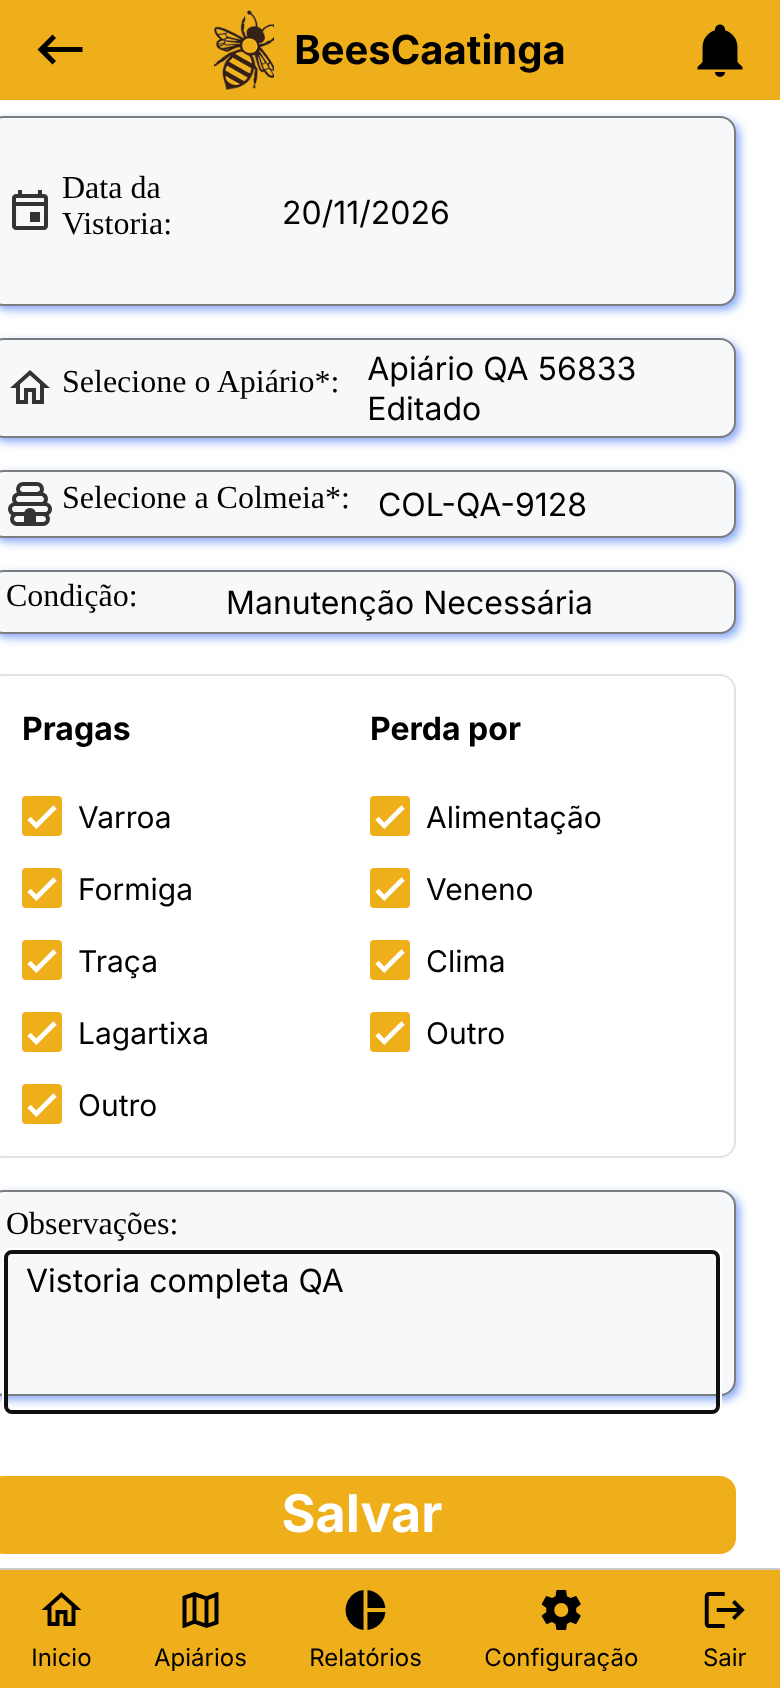 BeesCaatinga
Data da
Vistoria:
20/11/2026
Selecione o Apiário*:
Apiário QA 56833
Editado
Selecione a Colmeia*:
COL-QA-9128
Condição:
Manutenção Necessária
Pragas
Perda por
Varroa
Alimentação
Formiga
Veneno
Traça
Clima
Lagartixa
Outro
Outro
Observações:
Vistoria completa QA
Salvar
Inicio
Apiários
Relatórios
Configuração
Sair